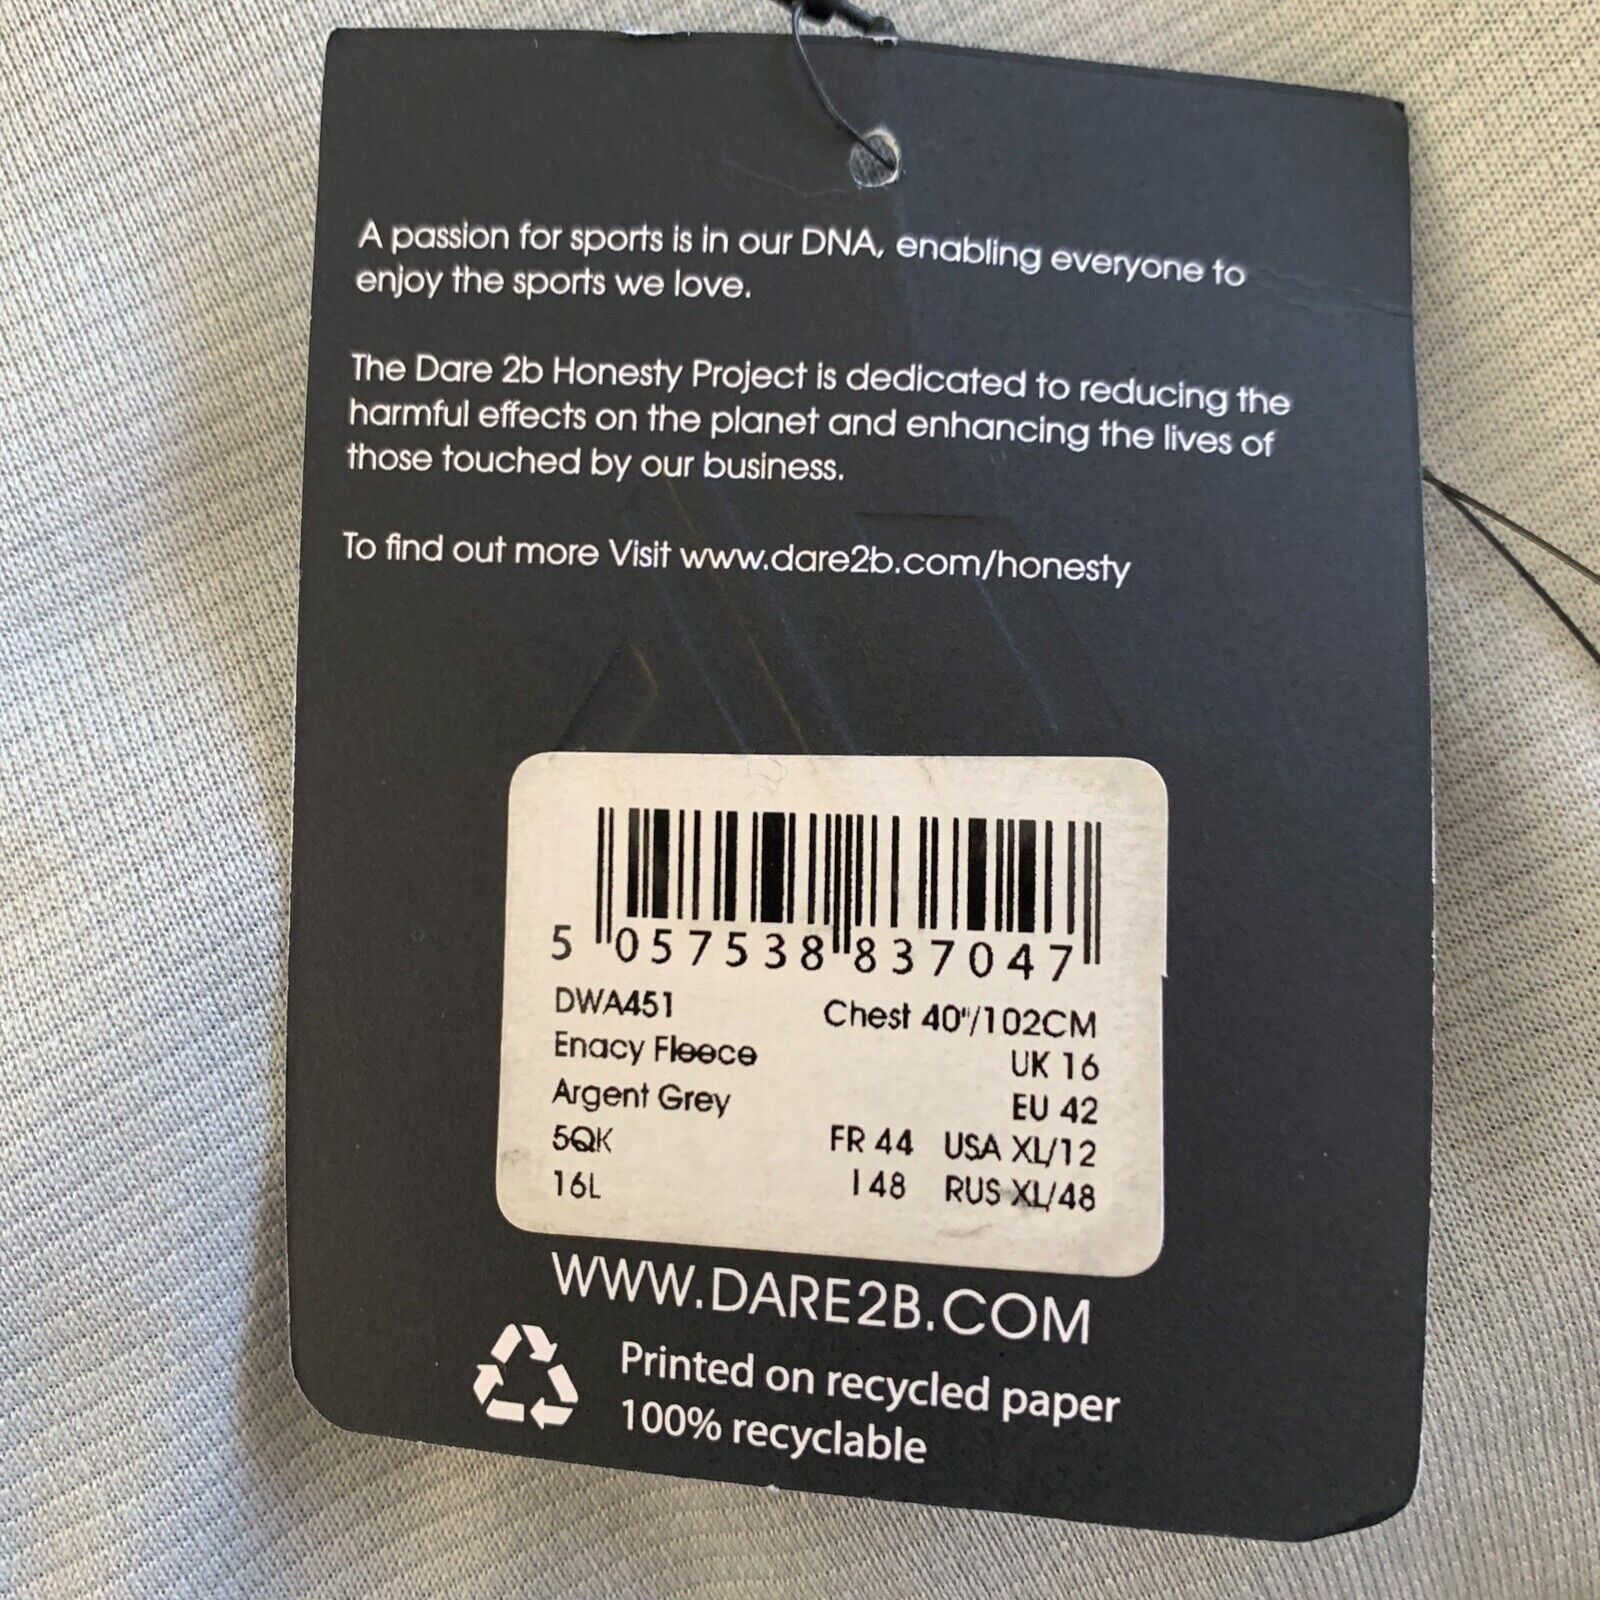 A passion for sports is in our DNA, enabling everyone to
enjoy the sports we love.
The Dare 2b Honesty Project is dedicated to reducing the
harmful effects on the planet and enhancing the lives of
those touched by our business.
To find out more Visit www.dare2b.com/honesty
5 057538 837047
DWA451 Chest 40"/102CM
Enacy Fleece UK 16
Argent Grey EU 42
5QK FR 44 USA XL/12
16L I 48 RUS XL/48
WWW.DARE2B.COM
Printed on recycled paper
100% recyclable